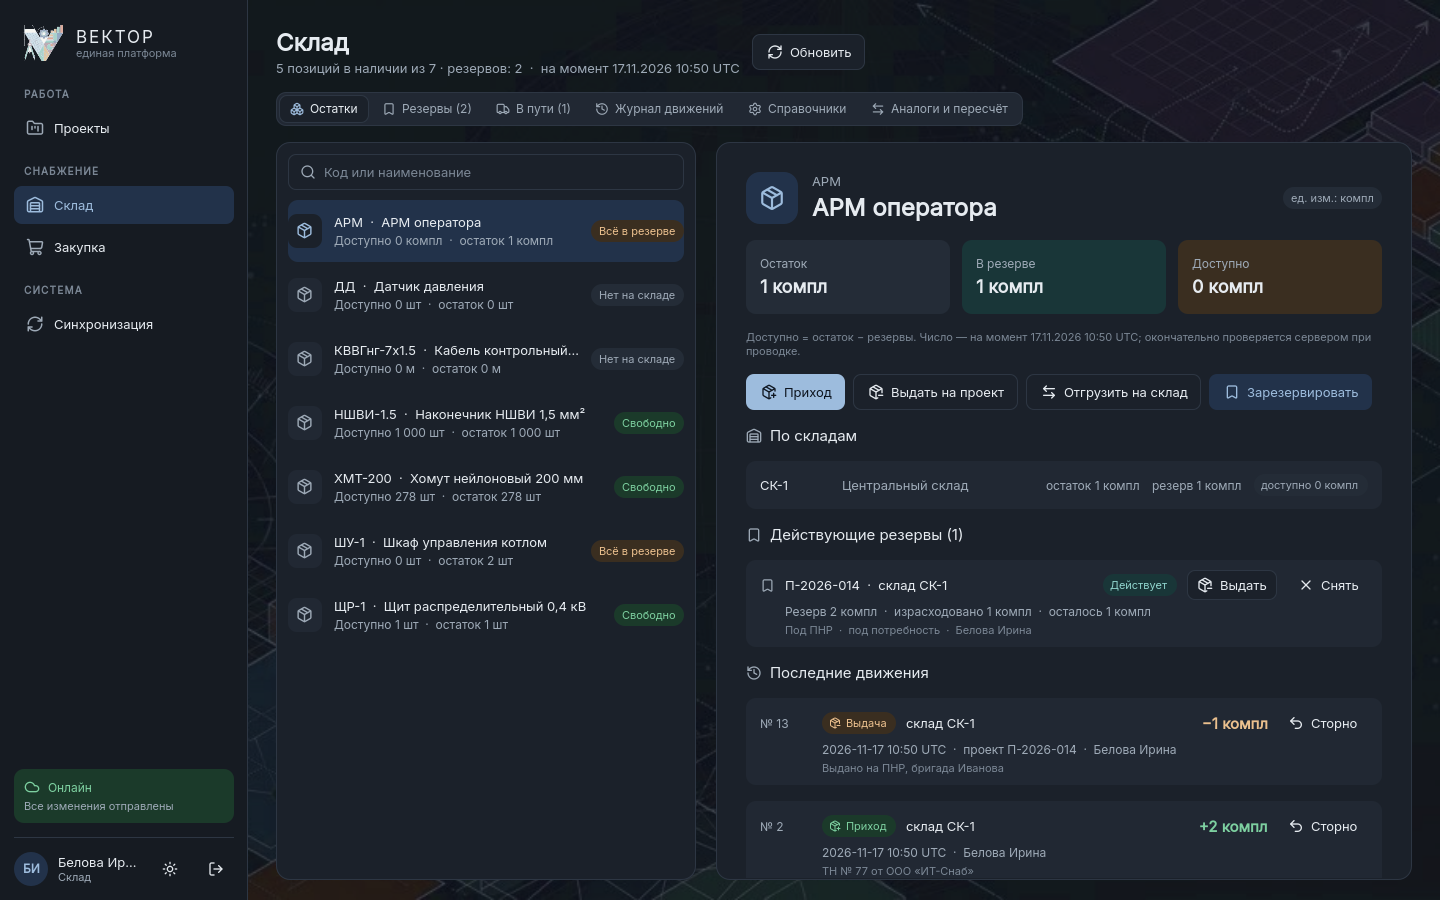 ВЕКТОР
единая платформа
РАБОТА
Проекты
СНАБЖЕНИЕ
Склад
Закупка
СИСТЕМА
Синхронизация
Онлайн
Все изменения отправлены
БИ
Белова Ир...
Склад
Склад
5 позиций в наличии из 7 · резервов: 2 · на момент 17.11.2026 10:50 UTC
Обновить
Остатки
Резервы (2)
В пути (1)
Журнал движений
Справочники
Аналоги и пересчёт
Код или наименование
АРМ · АРМ оператора
Доступно 0 компл · остаток 1 компл
Всё в резерве
ДД · Датчик давления
Доступно 0 шт · остаток 0 шт
Нет на складе
КВВГнг-7х1.5 · Кабель контрольный...
Доступно 0 м · остаток 0 м
Нет на складе
НШВИ-1.5 · Наконечник НШВИ 1,5 мм²
Доступно 1 000 шт · остаток 1 000 шт
Свободно
ХМТ-200 · Хомут нейлоновый 200 мм
Доступно 278 шт · остаток 278 шт
Свободно
ШУ-1 · Шкаф управления котлом
Доступно 0 шт · остаток 2 шт
Всё в резерве
ЩР-1 · Щит распределительный 0,4 кВ
Доступно 1 шт · остаток 1 шт
Свободно
АРМ
АРМ оператора
ед. изм.: компл
Остаток
1 компл
В резерве
1 компл
Доступно
0 компл
Доступно = остаток − резервы. Число — на момент 17.11.2026 10:50 UTC; окончательно проверяется сервером при
проводке.
Приход
Выдать на проект
Отгрузить на склад
Зарезервировать
По складам
СК-1
Центральный склад
остаток 1 компл
резерв 1 компл
доступно 0 компл
Действующие резервы (1)
П-2026-014 · склад СК-1
Действует
Выдать
Снять
Резерв 2 компл · израсходовано 1 компл · осталось 1 компл
Под ПНР · под потребность · Белова Ирина
Последние движения
№ 13
Выдача
склад СК-1
−1 компл
Сторно
2026-11-17 10:50 UTC · проект П-2026-014 · Белова Ирина
Выдано на ПНР, бригада Иванова
№ 2
Приход
склад СК-1
+2 компл
Сторно
2026-11-17 10:50 UTC · Белова Ирина
ТН № 77 от ООО «ИТ-Снаб»